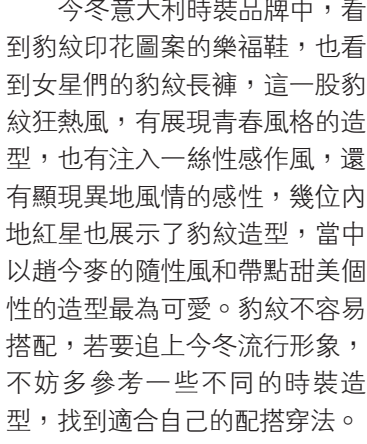 今冬意大利時裝品牌中，看
到豹紋印花圖案的樂福鞋，也看
到女星們的豹紋長褲，這一股豹
紋狂熱風，有展現青春風格的造
型，也有注入一絲性感作風，還
有顯現異地風情的感性，幾位內
地紅星也展示了豹紋造型，當中
以趙今麥的隨性風和帶點甜美個
性的造型最為可愛。豹紋不容易
搭配，若要追上今冬流行形象，
不妨多參考一些不同的時裝造
型，找到適合自己的配搭穿法。